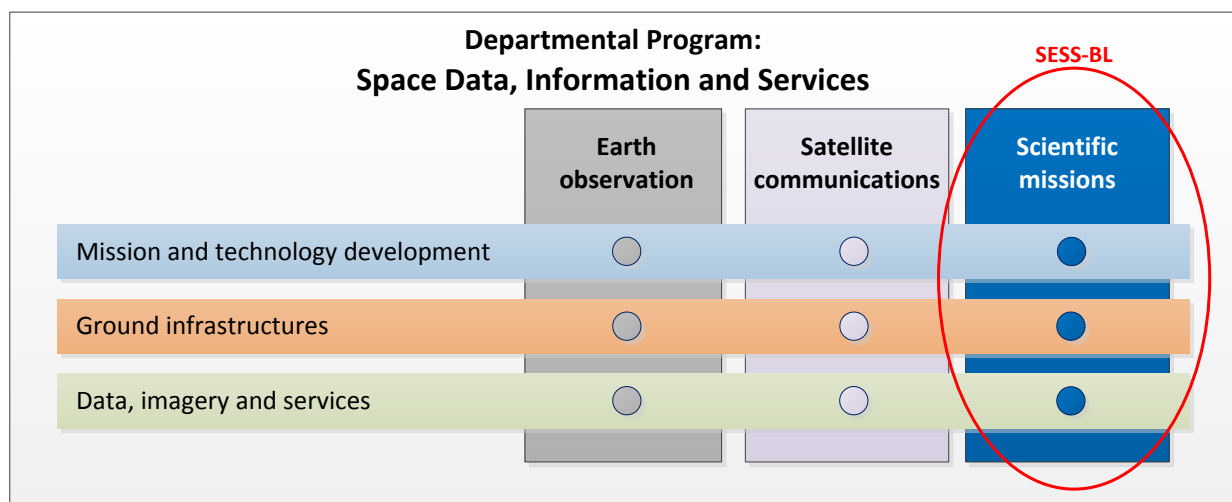 Departmental Program:
Space Data, Information and Services
SESS-BL
Earth
observation
Satellite
communications
Scientific
missions
Mission and technology development
Ground infrastructures
Data, imagery and services